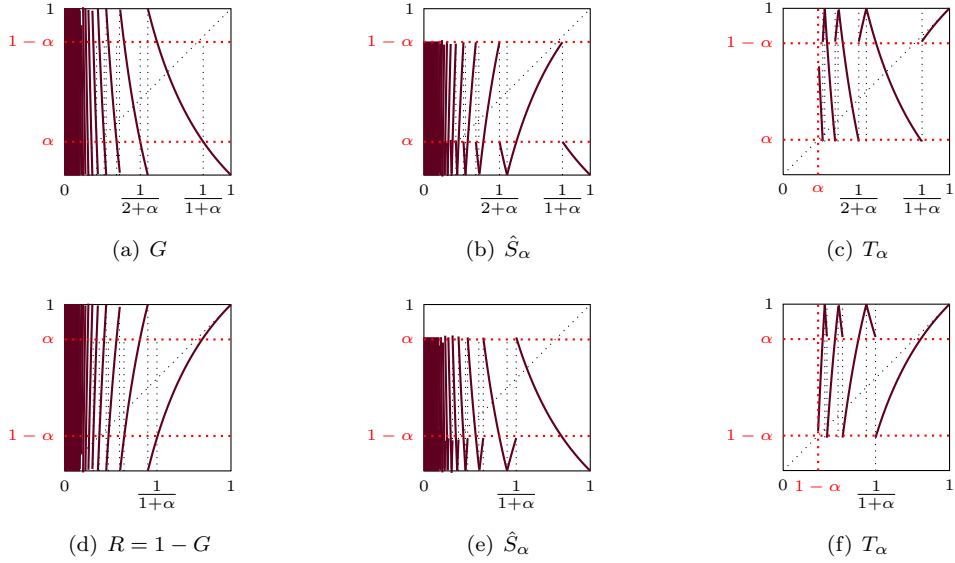 1 1 1
1 − α 1 − α 1 − α
α α α
0 1/(2+α) 1/(1+α) 1 0 1/(2+α) 1/(1+α) 1 0 α 1/(2+α) 1/(1+α) 1
(a) G (b) Ŝα (c) Tα
1 1 1
α α α
1 − α 1 − α 1 − α
0 1/(1+α) 1 0 1/(1+α) 1 0 1 − α 1/(1+α) 1
(d) R = 1 − G (e) Ŝα (f) Tα